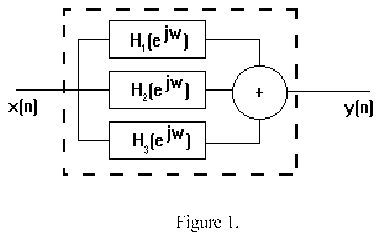 H₁(e^jw)
x(n)
H₂(e^jw)
+
y(n)
H₃(e^jw)
Figure 1.